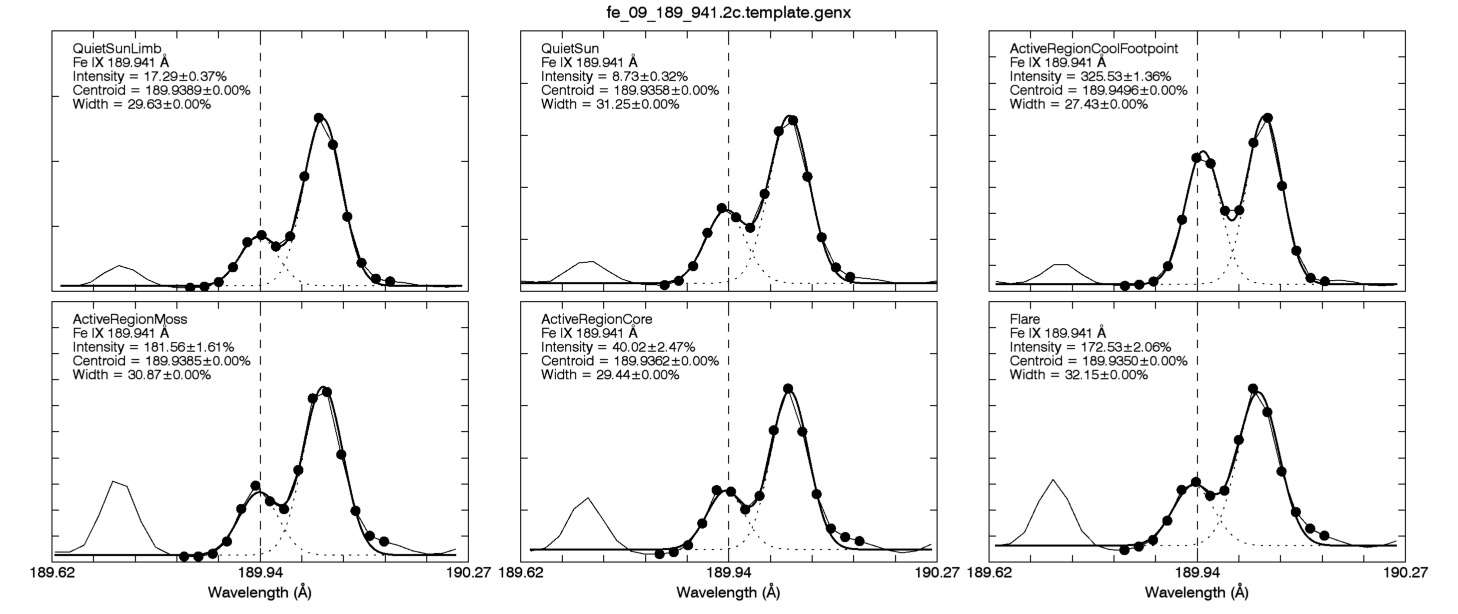 fe_09_189_941.2c.template.genx
QuietSunLimb
Fe IX 189.941 Å
Intensity = 17.29±0.37%
Centroid = 189.9389±0.00%
Width = 29.63±0.00%
QuietSun
Fe IX 189.941 Å
Intensity = 8.73±0.32%
Centroid = 189.9358±0.00%
Width = 31.25±0.00%
ActiveRegionCoolFootpoint
Fe IX 189.941 Å
Intensity = 325.53±1.36%
Centroid = 189.9496±0.00%
Width = 27.43±0.00%
ActiveRegionMoss
Fe IX 189.941 Å
Intensity = 181.56±1.61%
Centroid = 189.9385±0.00%
Width = 30.87±0.00%
ActiveRegionCore
Fe IX 189.941 Å
Intensity = 40.02±2.47%
Centroid = 189.9362±0.00%
Width = 29.44±0.00%
Flare
Fe IX 189.941 Å
Intensity = 172.53±2.06%
Centroid = 189.9350±0.00%
Width = 32.15±0.00%
189.62 189.94 190.27
Wavelength (Å)
189.62 189.94 190.27
Wavelength (Å)
189.62 189.94 190.27
Wavelength (Å)